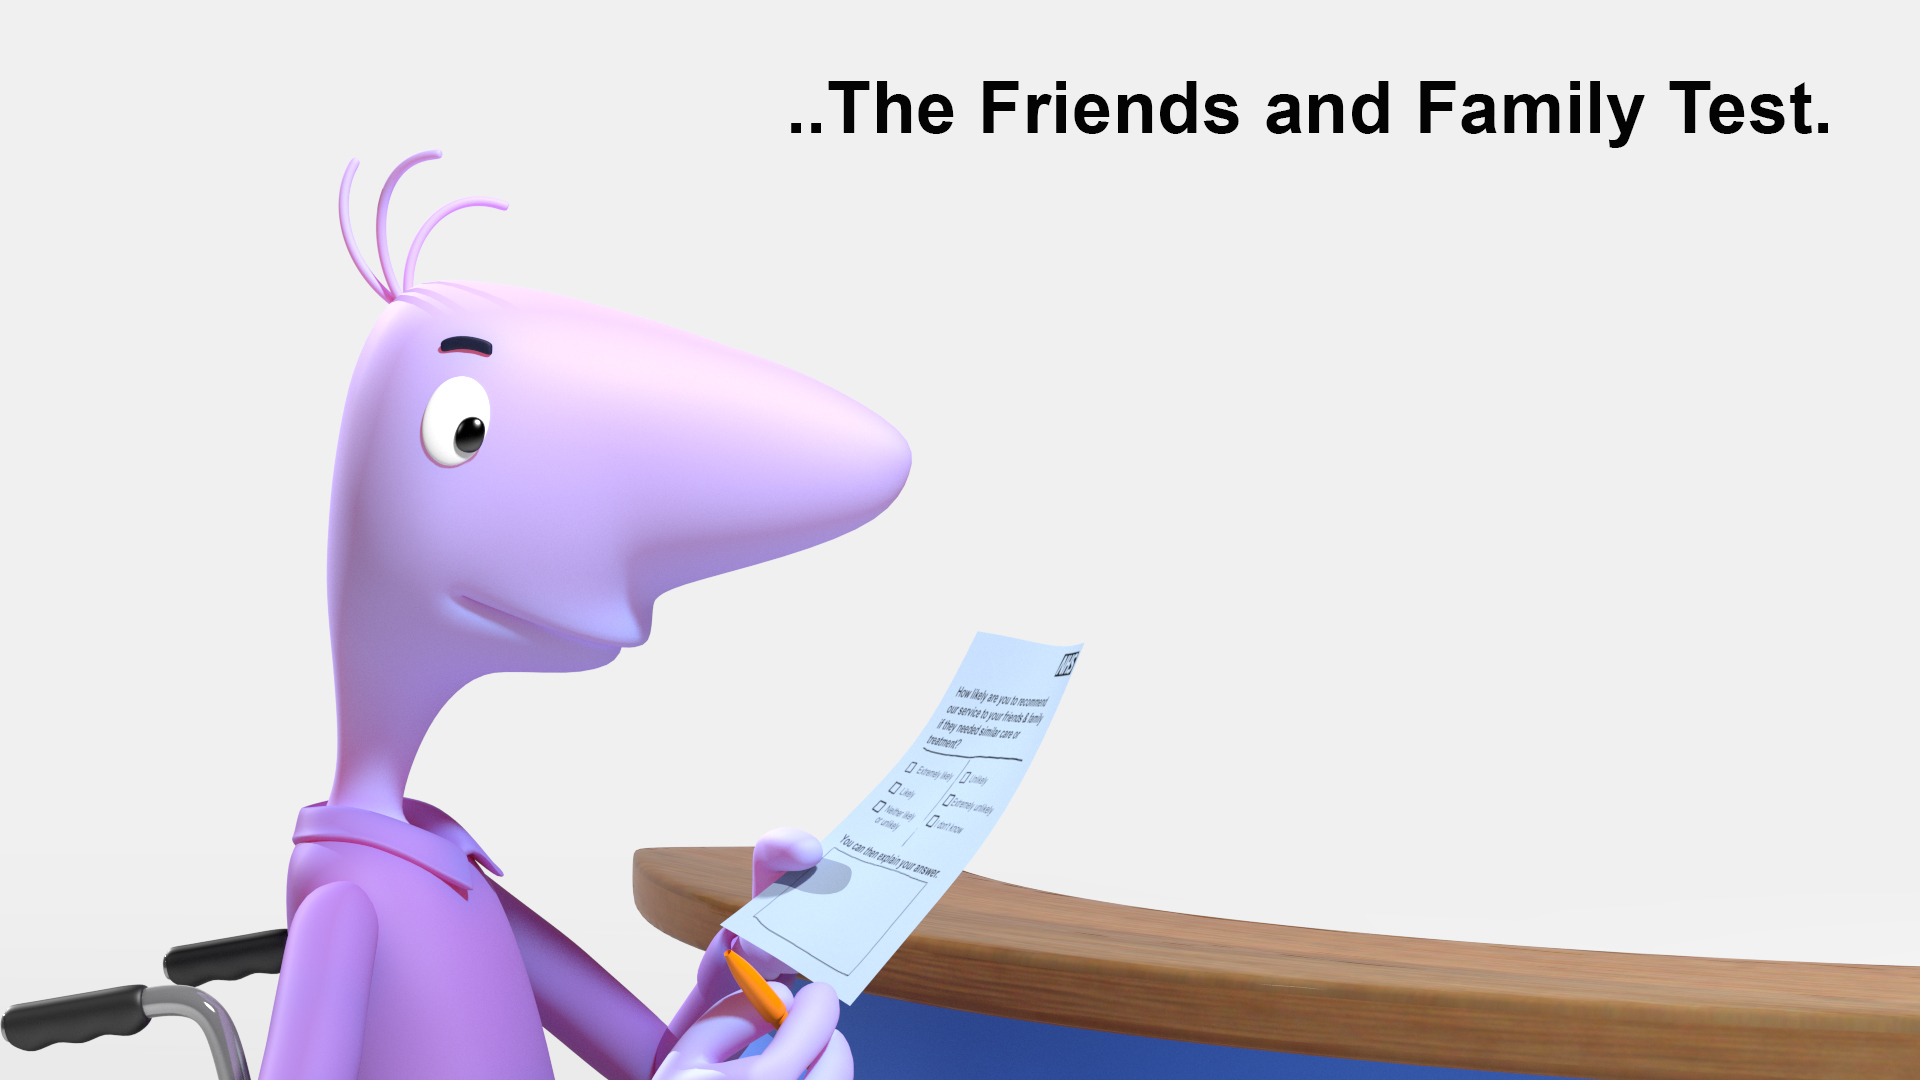 ..The Friends and Family Test.
NHS
How likely are you to recommend
our service to your friends & family
if they needed similar care or
treatment?
Extremely likely
Unlikely
Likely
Extremely unlikely
Neither likely
or unlikely
I don't know
You can then explain your answer.